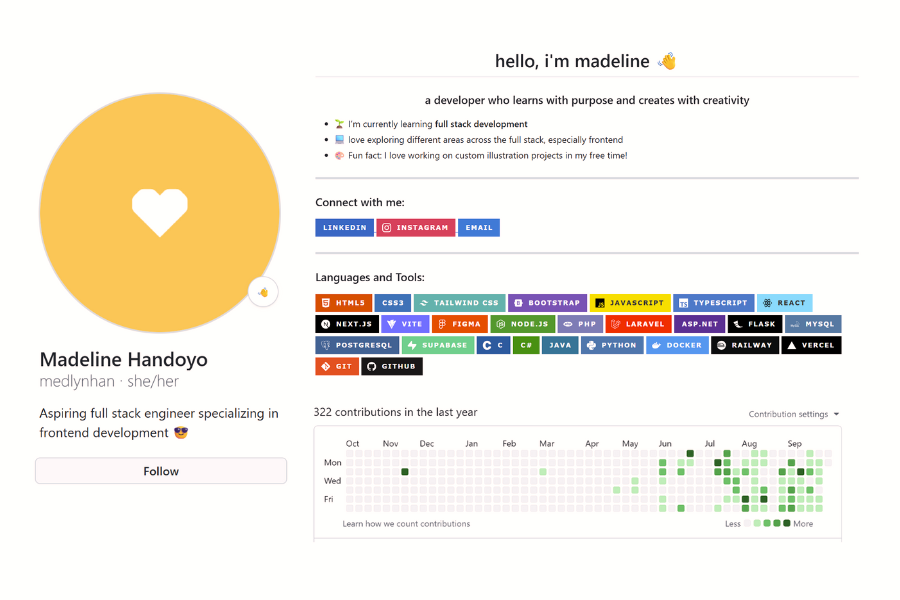 hello, i'm madeline 👋
a developer who learns with purpose and creates with creativity
🌱 I'm currently learning full stack development
💻 love exploring different areas across the full stack, especially frontend
🧠 Fun fact: I love working on custom illustration projects in my free time!
Connect with me:
LINKEDIN INSTAGRAM EMAIL
Languages and Tools:
HTML5 CSS3 TAILWIND CSS BOOTSTRAP JAVASCRIPT TYPESCRIPT REACT
NEXT.JS VITE FIGMA NODE.JS PHP LARAVEL ASP.NET FLASK MYSQL
POSTGRESQL SUPABASE C C# JAVA PYTHON DOCKER RAILWAY VERCEL
GIT GITHUB
Madeline Handoyo
medlynhan · she/her
Aspiring full stack engineer specializing in
frontend development 😎
Follow
322 contributions in the last year
Contribution settings
Oct Nov Dec Jan Feb Mar Apr May Jun Jul Aug Sep
Mon
Wed
Fri
Learn how we count contributions
Less More